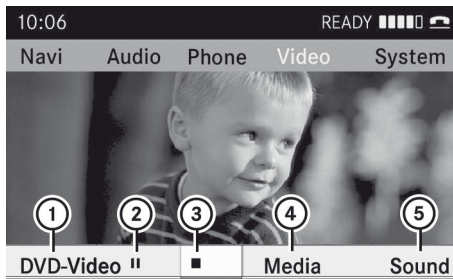 10:06 READY
Navi Audio Phone Video System
1 2 3 4 5
DVD-Video Media Sound